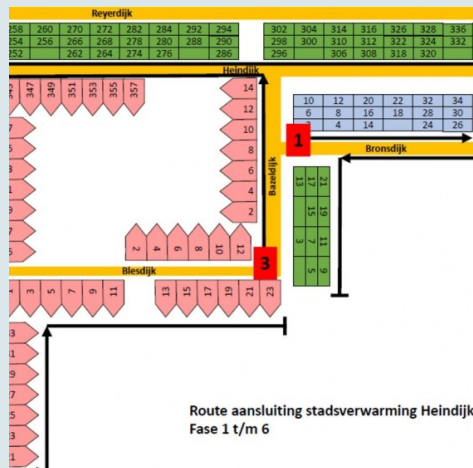 Reyerdijk
258 260 270 272 282 284 292 294
254 256 266 268 278 280 288 290
252 262 264 274 276 286
302 304 314 316 326 328 336
298 300 310 312 322 324 332
296 306 308 318 320
Heindijk
347 349 351 353 355 357
14
12
10
8
6
4
2
10 12 20 22 32 34
6 8 16 18 28 30
4 14 24 26
1
Bronsdijk
Bazeldijk
21 19 11 9
17 15 7 5
13 3
2 4 6 8 10 12
Blesdijk
3
3 5 7 9 11
13 15 17 19 21 23
Route aansluiting stadsverwarming Heindijk
Fase 1 t/m 6